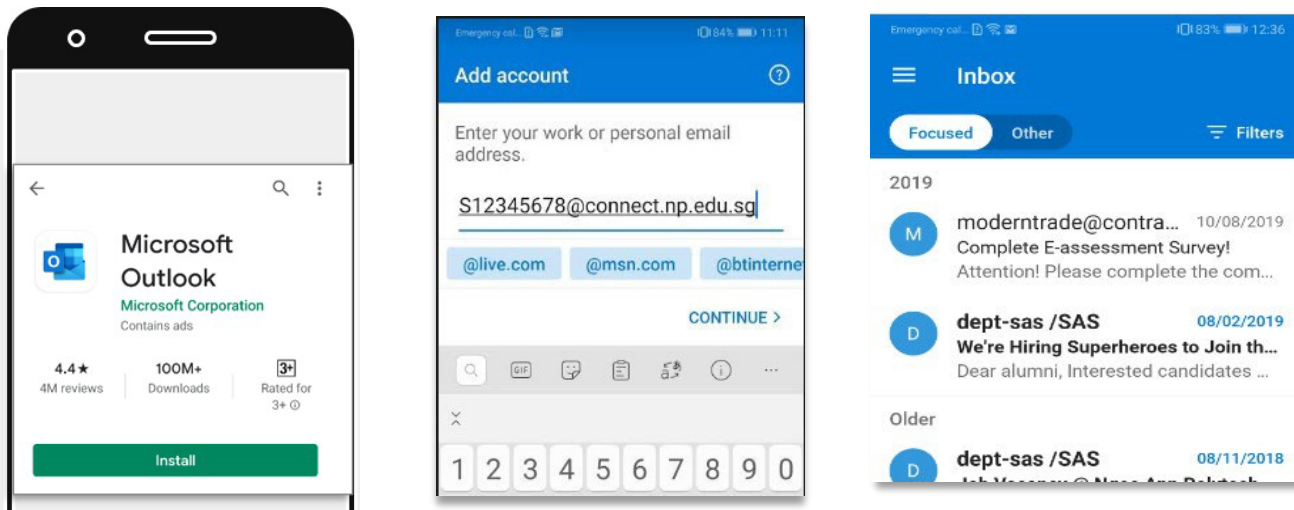 Microsoft
Outlook
Microsoft Corporation
Contains ads
4.4★
4M reviews
100M+
Downloads
3+
Rated for
3+
Install
Emergency cal... 84% 11:11
Add account
Enter your work or personal email
address.
S12345678@connect.np.edu.sg
@live.com @msn.com @btinterne
CONTINUE >
GIF
1 2 3 4 5 6 7 8 9 0
Emergency cal... 83% 12:36
Inbox
Focused Other Filters
2019
M
moderntrade@contra... 10/08/2019
Complete E-assessment Survey!
Attention! Please complete the com...
D
dept-sas /SAS 08/02/2019
We're Hiring Superheroes to Join th...
Dear alumni, Interested candidates ...
Older
D
dept-sas /SAS 08/11/2018